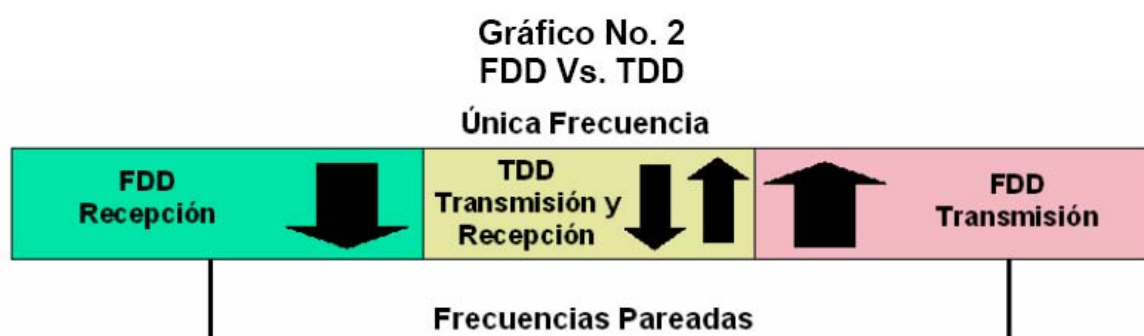 Gráfico No. 2
FDD Vs. TDD
Única Frecuencia
FDD
Recepción
TDD
Transmisión y
Recepción
FDD
Transmisión
Frecuencias Pareadas